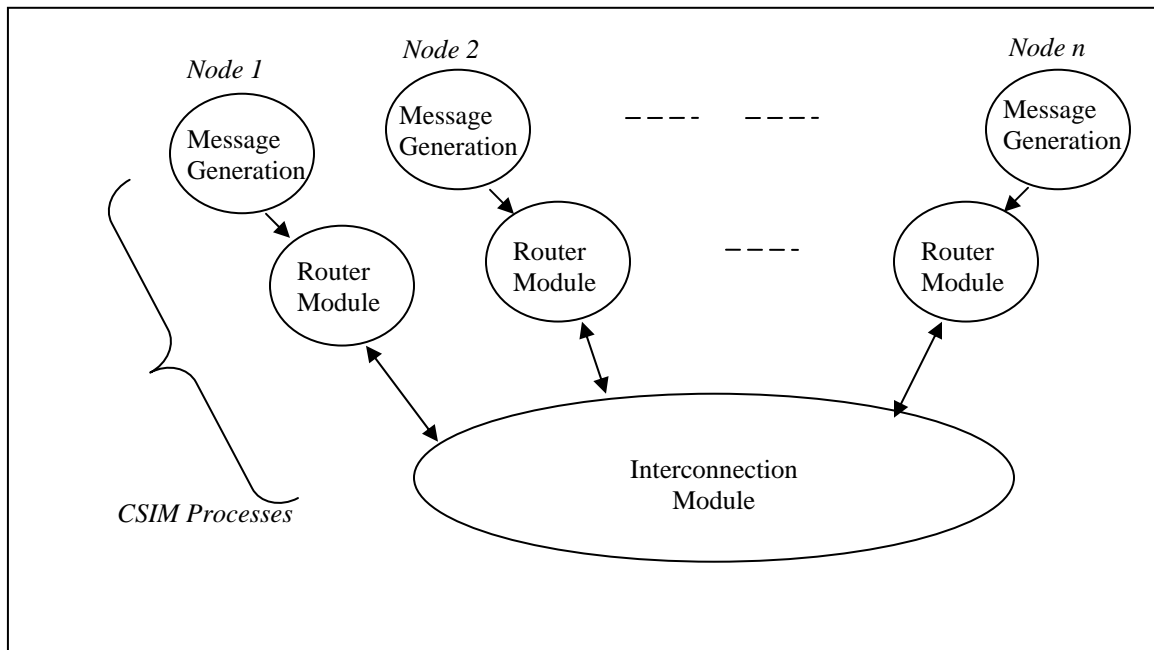 Node 1
Node 2
Node n
Message
Generation
Message
Generation
Message
Generation
Router
Module
Router
Module
Router
Module
Interconnection
Module
CSIM Processes